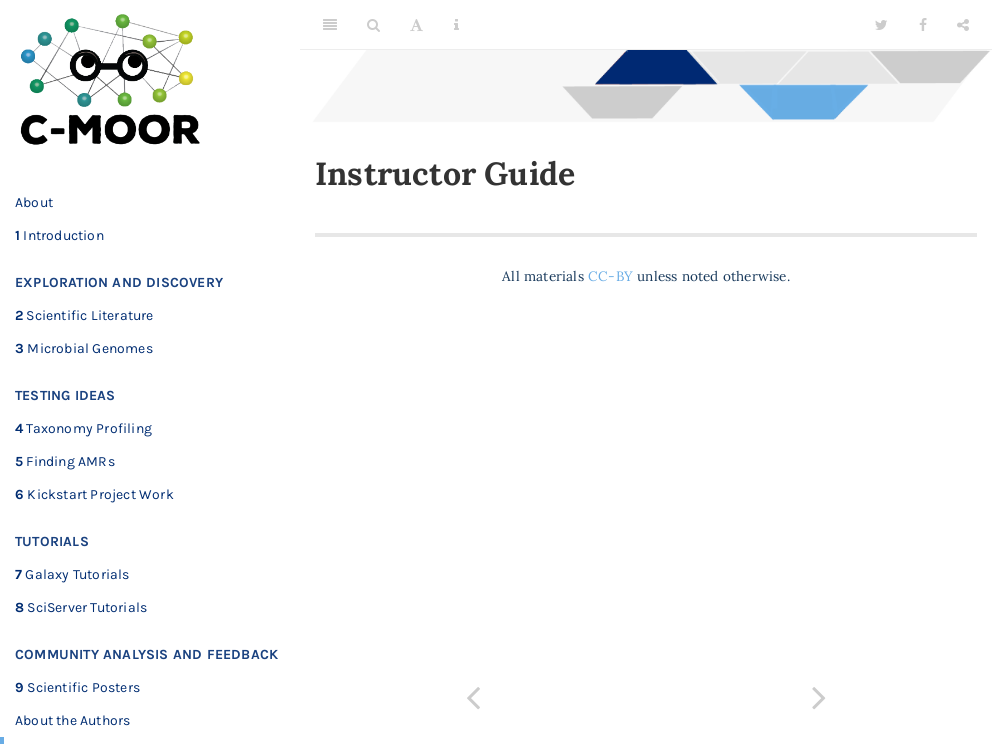 C-MOOR
About
1 Introduction
EXPLORATION AND DISCOVERY
2 Scientific Literature
3 Microbial Genomes
TESTING IDEAS
4 Taxonomy Profiling
5 Finding AMRs
6 Kickstart Project Work
TUTORIALS
7 Galaxy Tutorials
8 SciServer Tutorials
COMMUNITY ANALYSIS AND FEEDBACK
9 Scientific Posters
About the Authors
A
Instructor Guide
All materials CC-BY unless noted otherwise.